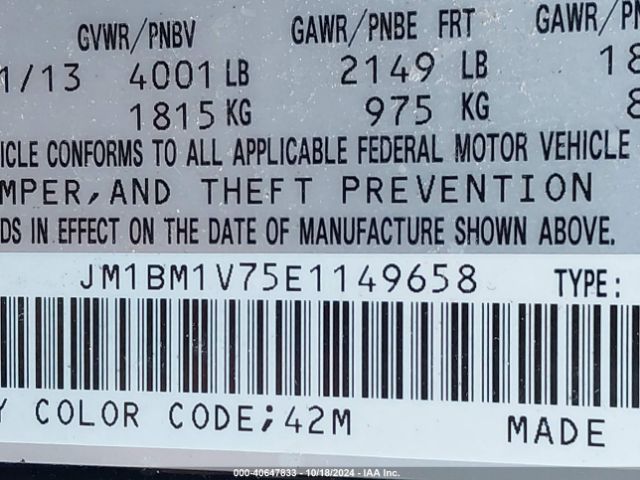 GVWR/PNBV GAWR/PNBE FRT GAWR/PN
1/13 4001 LB 2149 LB 18
1815 KG 975 KG 8
ICLE CONFORMS TO ALL APPLICABLE FEDERAL MOTOR VEHICLE
MPER, AND THEFT PREVENTION
DS IN EFFECT ON THE DATE OF MANUFACTURE SHOWN ABOVE.
JM1BM1V75E1149658 TYPE:
Y COLOR CODE;42M
MADE
000-40647833 - 10/18/2024 - IAA Inc.